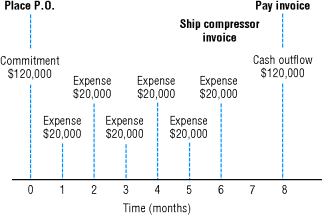 Place P.O.
Pay invoice
Ship compressor
invoice
Commitment
$120,000
Cash outflow
$120,000
Expense
$20,000
Expense
$20,000
Expense
$20,000
Expense
$20,000
Expense
$20,000
Expense
$20,000
0 1 2 3 4 5 6 7 8
Time (months)